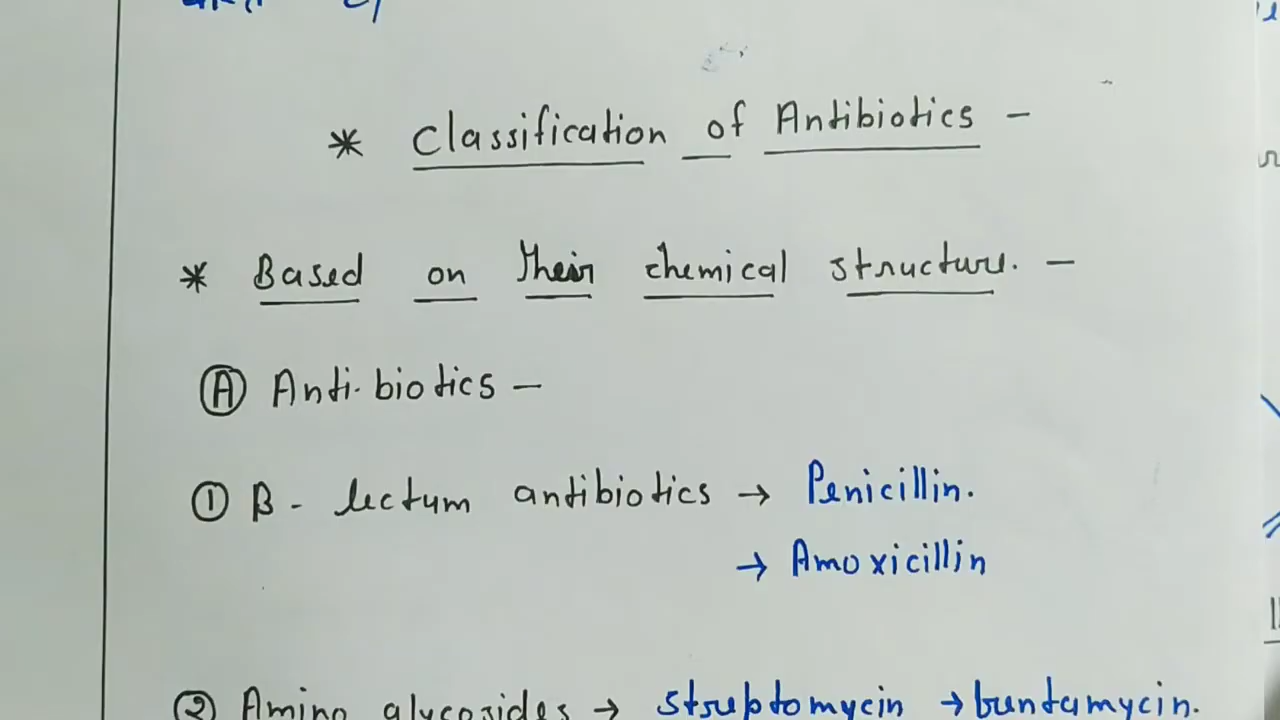 * Classification of Antibiotics –
* Based on their chemical structure. –
Ⓐ Anti-biotics –
① B - lectum antibiotics → Penicillin.
→ Amoxicillin
② Amino glycosides → streptomycin → bentamycin.